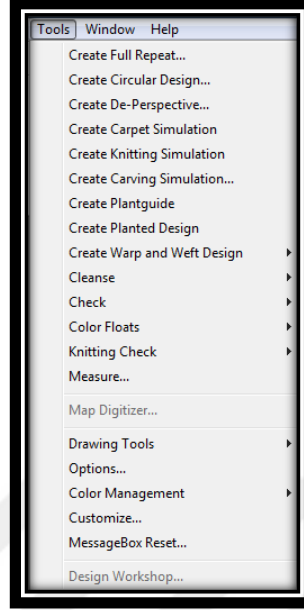 Tools Window Help
Create Full Repeat...
Create Circular Design...
Create De-Perspective...
Create Carpet Simulation
Create Knitting Simulation
Create Carving Simulation...
Create Plantguide
Create Planted Design
Create Warp and Weft Design
Cleanse
Check
Color Floats
Knitting Check
Measure...
Map Digitizer...
Drawing Tools
Options...
Color Management
Customize...
MessageBox Reset...
Design Workshop...